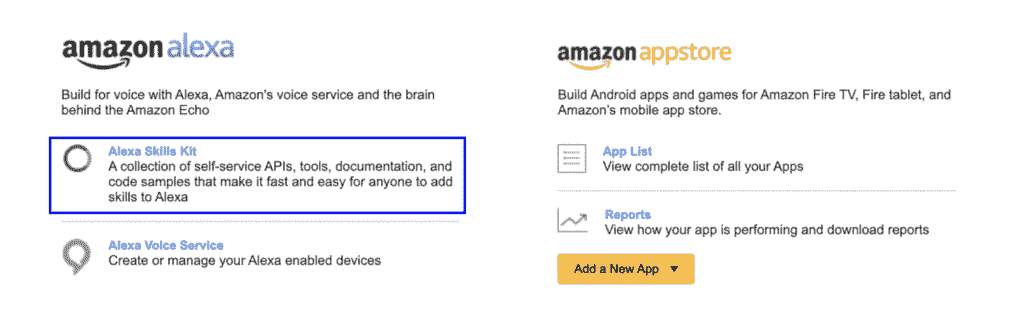 amazon alexa
Build for voice with Alexa, Amazon's voice service and the brain
behind the Amazon Echo
Alexa Skills Kit
A collection of self-service APIs, tools, documentation, and
code samples that make it fast and easy for anyone to add
skills to Alexa
Alexa Voice Service
Create or manage your Alexa enabled devices
amazon appstore
Build Android apps and games for Amazon Fire TV, Fire tablet, and
Amazon's mobile app store.
App List
View complete list of all your Apps
Reports
View how your app is performing and download reports
Add a New App